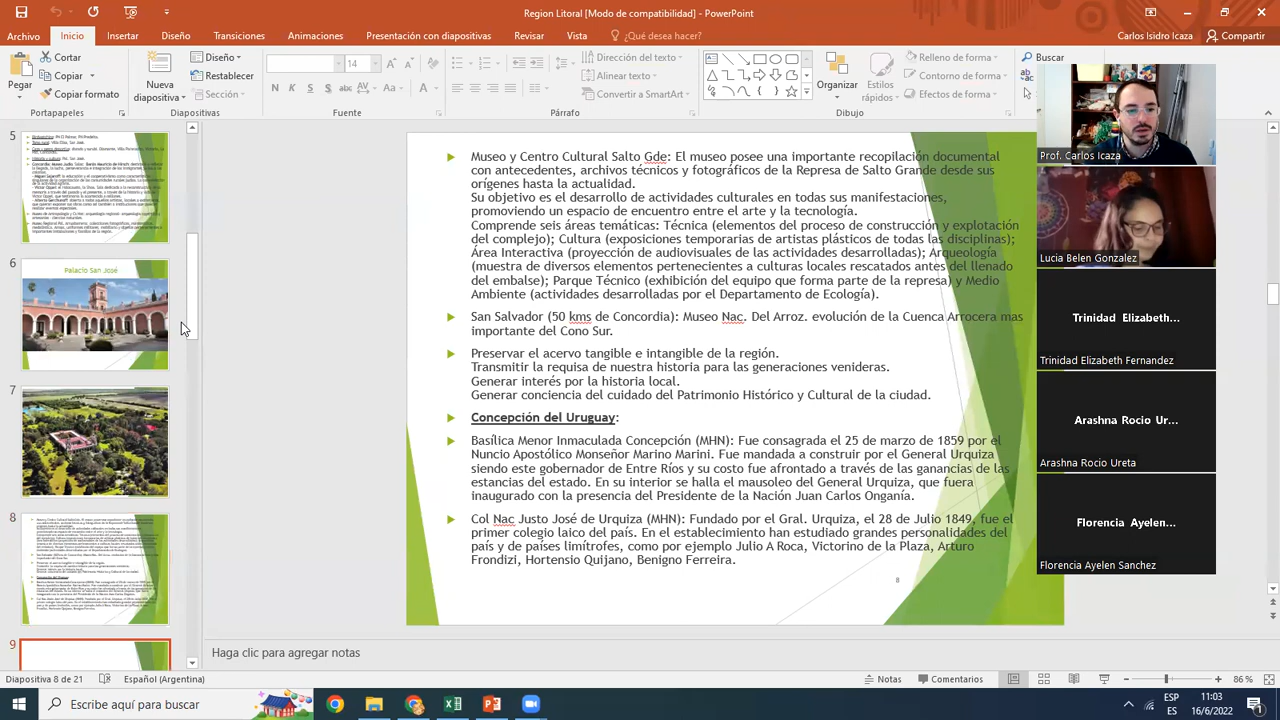 Region Litoral [Modo de compatibilidad] - PowerPoint
Archivo Inicio Insertar Diseño Transiciones Animaciones Presentación con diapositivas Revisar Vista ¿Qué desea hacer? Carlos Isidro Icaza Compartir
Pegar
Cortar
Copiar
Copiar formato
Portapapeles
Nueva
diapositiva
Diseño
Restablecer
Sección
Diapositivas
14
N K S S abc AV Aa A
Fuente
Párrafo
Dirección del texto
Alinear texto
Convertir a SmartArt
Organizar
Estilos
rápidos
Relleno de forma
Contorno de forma
Efectos de forma
Dibujo
Buscar
5
6
Palacio San José
7
9
Gde: El museo posee una importante recopilación documental
con antecedentes, archivos técnicos y fotográficos de la Represa de Salto Grande desde sus
orígenes hasta la actualidad.
Su objetivo es el desarrollo de actividades culturales en todas sus manifestaciones,
promoviendo el espacio de encuentro entre el arte y la tecnología.
Comprende seis áreas temáticas: Técnica (elementos del proceso de construcción y explotación
del complejo); Cultura (exposiciones temporarias de artistas plásticos de todas las disciplinas);
Área Interactiva (proyección de audiovisuales de las actividades desarrolladas); Arqueología
(muestra de diversos elementos pertenecientes a culturas locales rescatados antes del llenado
del embalse); Parque Técnico (exhibición del equipo que forma parte de la represa) y Medio
Ambiente (actividades desarrolladas por el Departamento de Ecología).
San Salvador (50 kms de Concordia): Museo Nac. Del Arroz. evolución de la Cuenca Arrocera mas
importante del Cono Sur.
Preservar el acervo tangible e intangible de la región.
Transmitir la requisa de nuestra historia para las generaciones venideras.
Generar interés por la historia local.
Generar conciencia del cuidado del Patrimonio Histórico y Cultural de la ciudad.
Concepción del Uruguay:
Basílica Menor Inmaculada Concepción (MHN): Fue consagrada el 25 de marzo de 1859 por el
Nuncio Apostólico Monseñor Marino Marini. Fue mandada a construir por el General Urquiza
siendo este gobernador de Entre Ríos y su costo fue afrontado a través de las ganancias de las
estancias del estado. En su interior se halla el mausoleo del General Urquiza, que fuera
inaugurado con la presencia del Presidente de la Nación Juan Carlos Onganía.
Col Nac Justo José de Urquiza (MHN): Fundado por el Gral. Urquiza, el 28 de Julio 1849, fue el
primer colegio laico del país. En el establecimiento han estudiado grandes personalidades del
país y de países limítrofes, como por ejemplo Julio A Roca, Victorino de la Plaza, Arturo
Frondizi, Hortensio Quijano, Benigno Ferreira.
8
Prof. Carlos Icaza
Lucia Belen Gonzalez
Trinidad Elizabeth...
Trinidad Elizabeth Fernandez
Arashna Rocio Ur...
Arashna Rocio Ureta
Florencia Ayelen...
Florencia Ayelen Sanchez
Haga clic para agregar notas
Diapositiva 8 de 21 Español (Argentina) Notas Comentarios 86 %
Escribe aquí para buscar
ESP
ES
11:03
16/6/2022